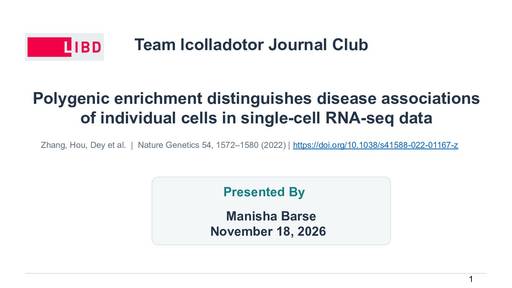 LIBD
Team lcolladotor Journal Club
Polygenic enrichment distinguishes disease associations
of individual cells in single-cell RNA-seq data
Zhang, Hou, Dey et al. | Nature Genetics 54, 1572–1580 (2022) | https://doi.org/10.1038/s41588-022-01167-z
Presented By
Manisha Barse
November 18, 2026
1